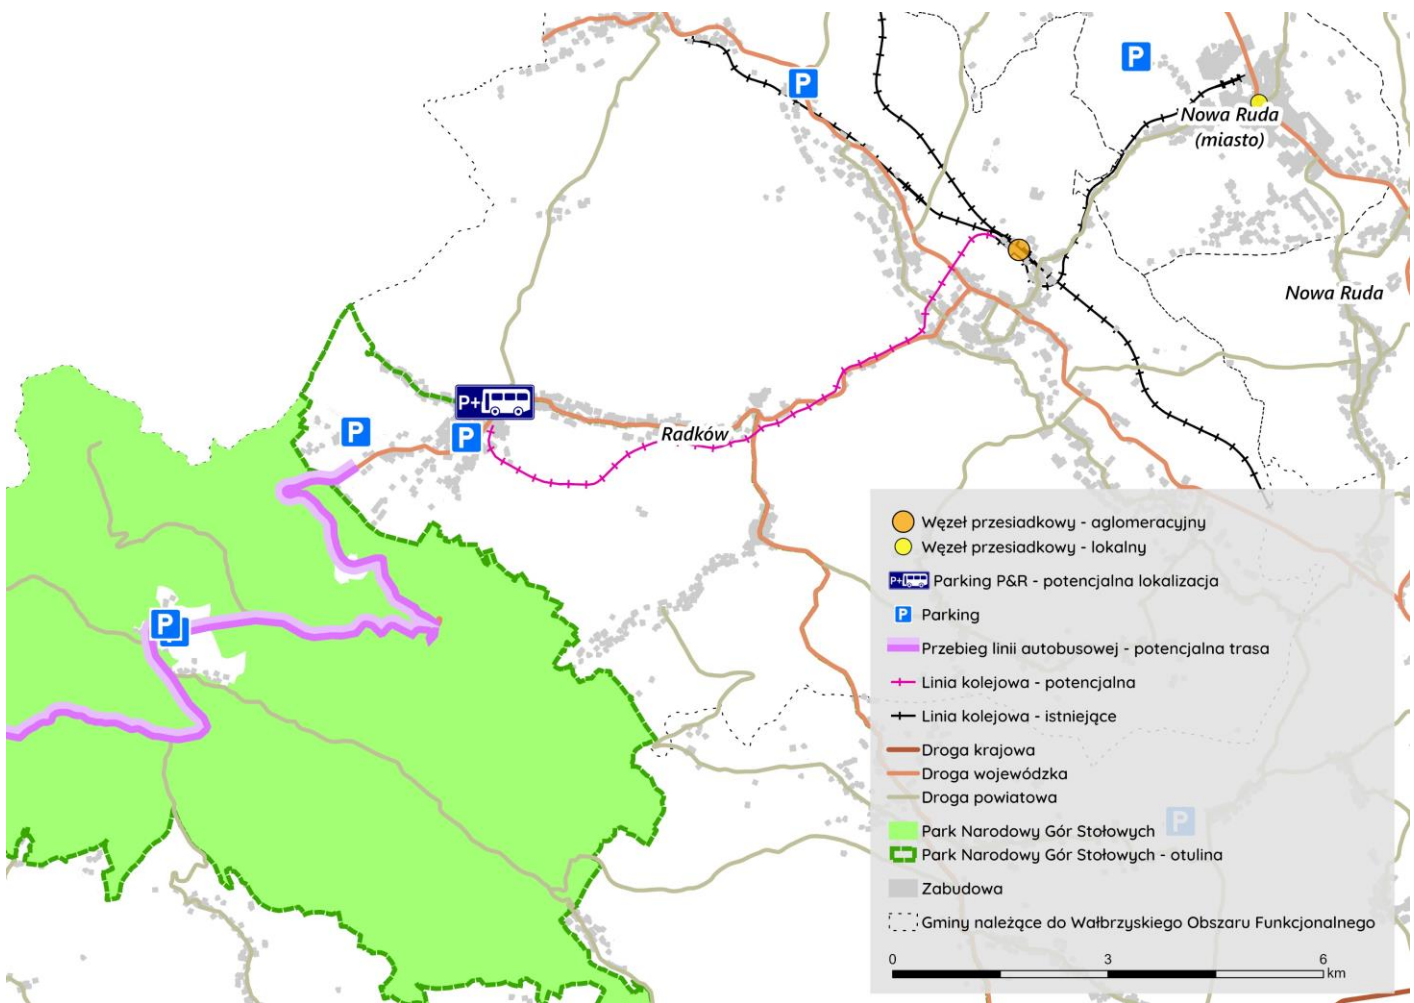 P
P
Nowa Ruda
(miasto)
Nowa Ruda
P+
P
P
Radków
P
Węzeł przesiadkowy - aglomeracyjny
Węzeł przesiadkowy - lokalny
P+ Parking P&R - potencjalna lokalizacja
P Parking
Przebieg linii autobusowej - potencjalna trasa
Linia kolejowa - potencjalna
Linia kolejowa - istniejące
Droga krajowa
Droga wojewódzka
Droga powiatowa
P
Park Narodowy Gór Stołowych
Park Narodowy Gór Stołowych - otulina
Zabudowa
Gminy należące do Wałbrzyskiego Obszaru Funkcjonalnego
0 3 6
km